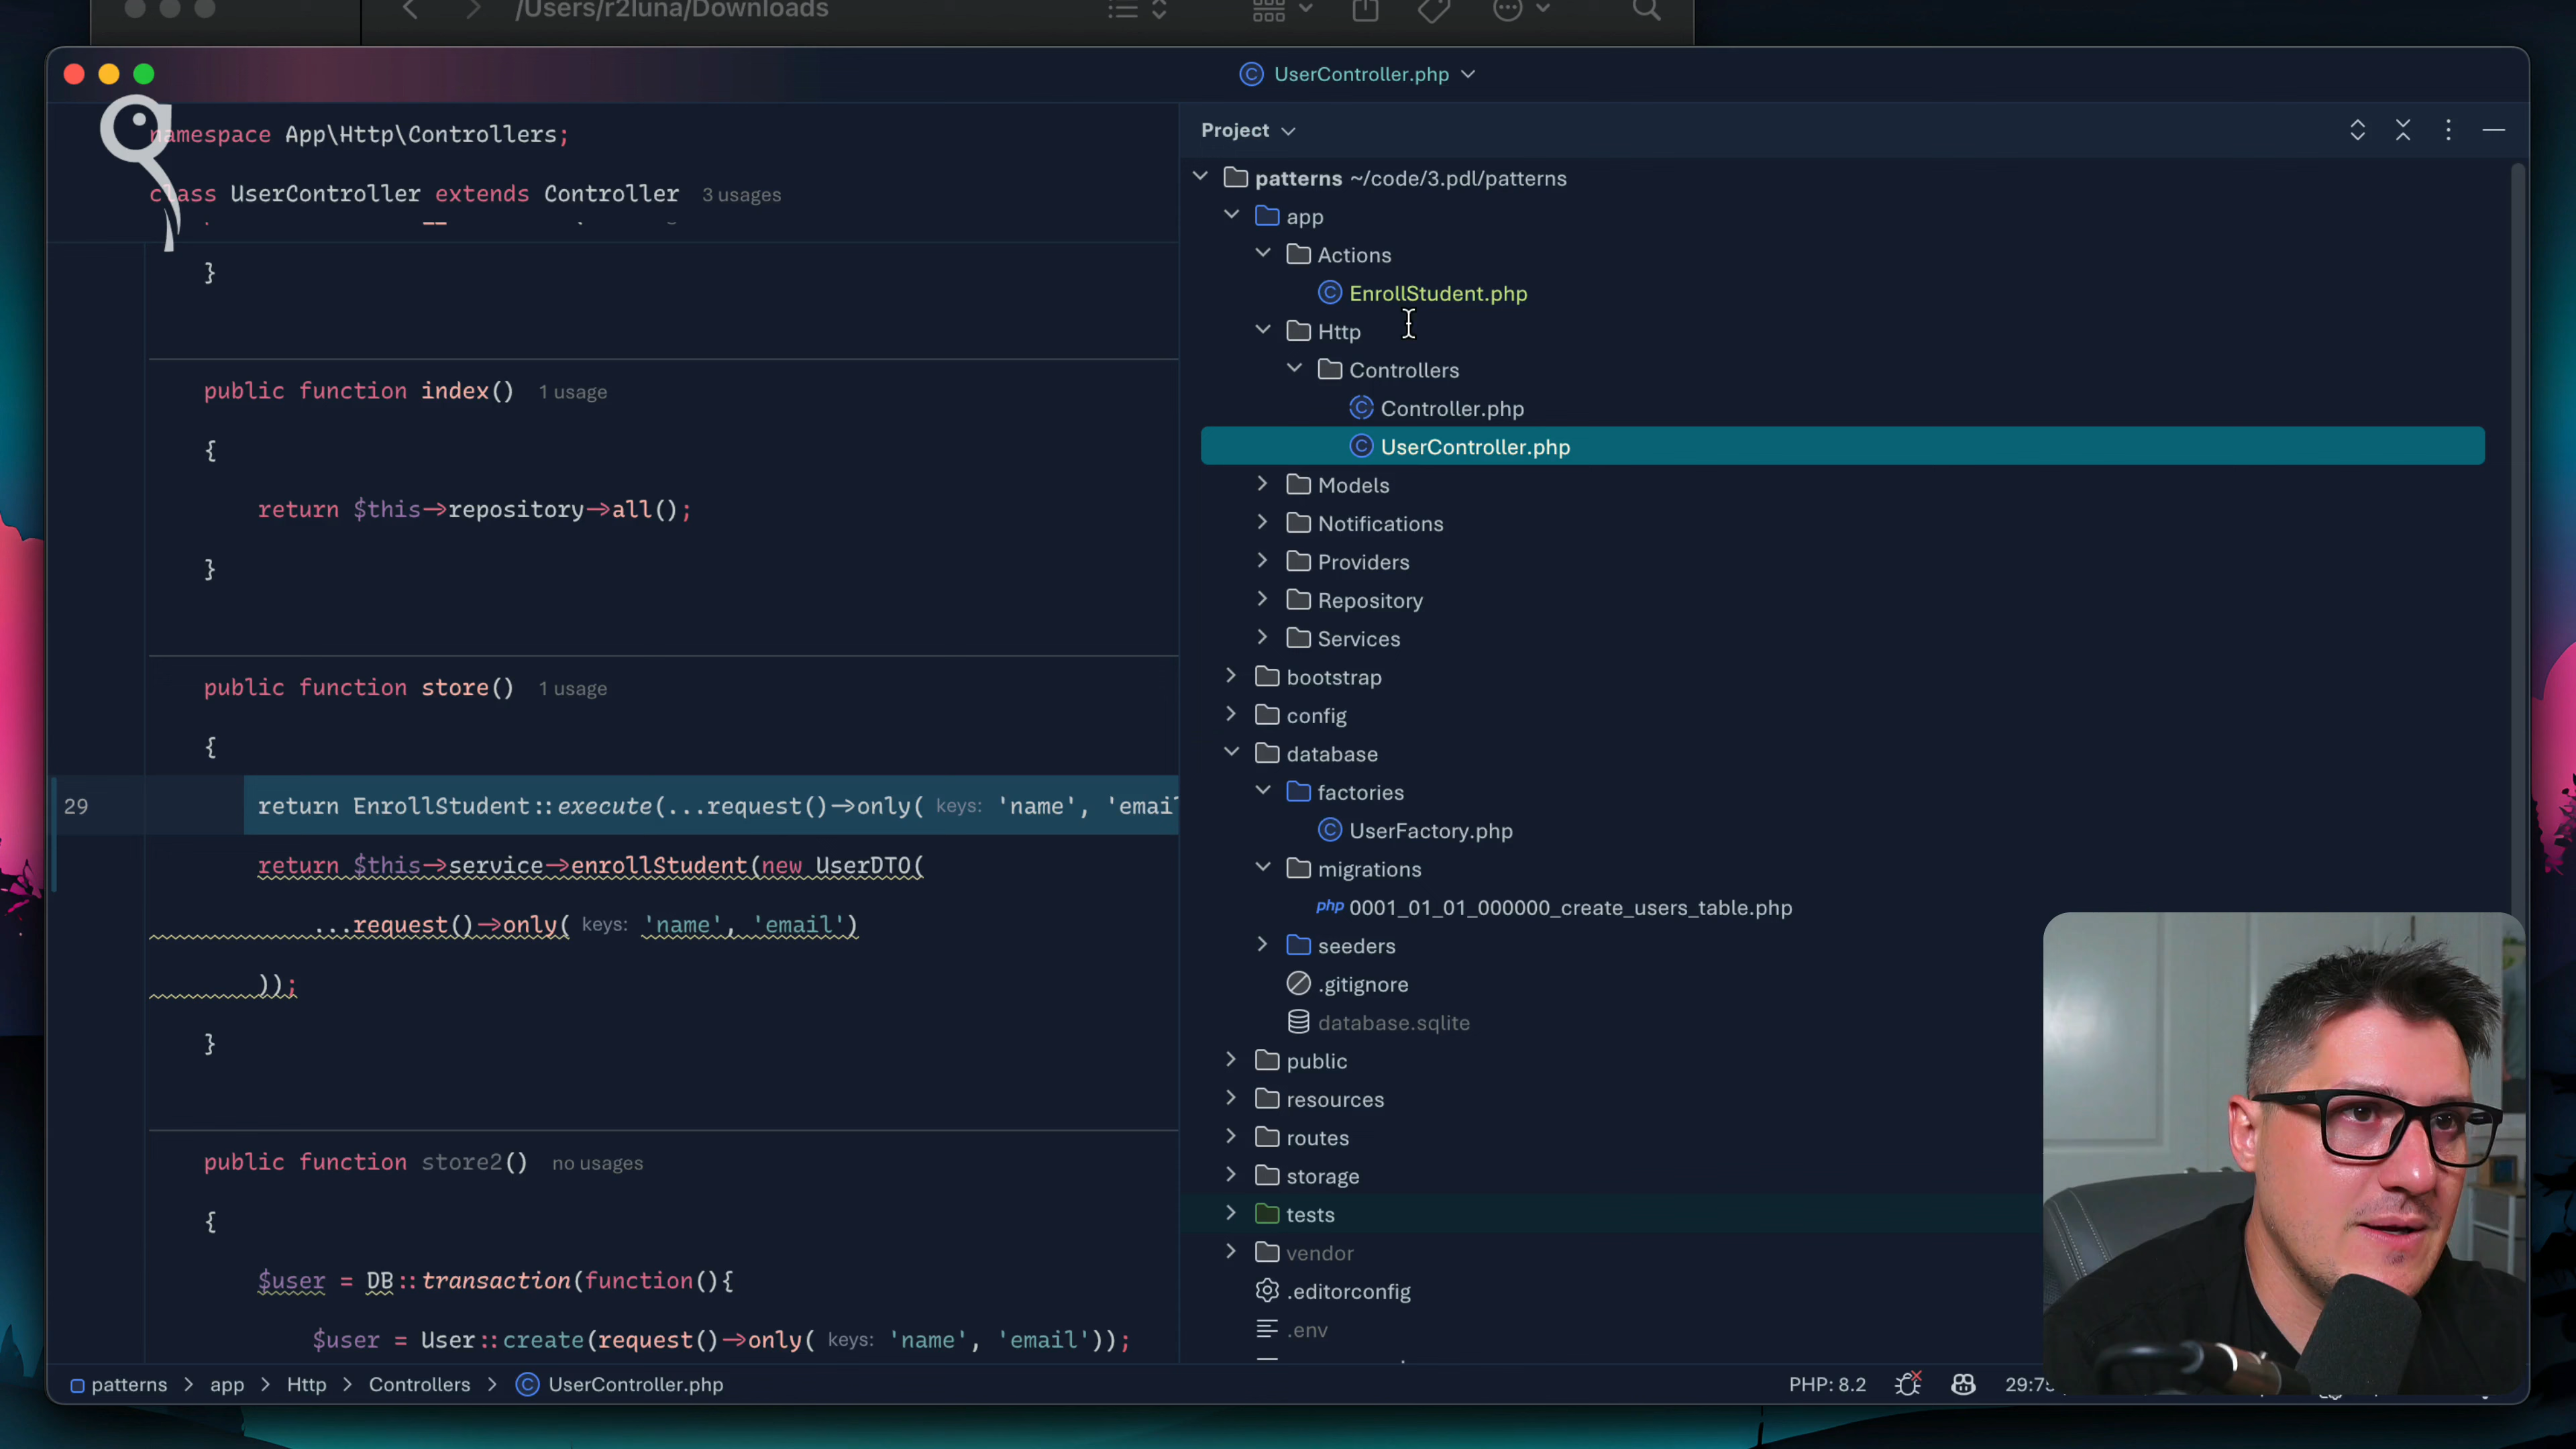 /Users/r2luna/Downloads
UserController.php
namespace App\Http\Controllers;
class UserController extends Controller 3 usages
}
public function index() 1 usage
{
return $this->repository->all();
}
public function store() 1 usage
{
29 return EnrollStudent::execute(...request()->only( keys: 'name', 'emai
return $this->service->enrollStudent(new UserDTO(
...request()->only( keys: 'name', 'email')
));
}
public function store2() no usages
{
$user = DB::transaction(function(){
$user = User::create(request()->only( keys: 'name', 'email'));
Project
patterns ~/code/3.pdl/patterns
app
Actions
EnrollStudent.php
Http
Controllers
Controller.php
UserController.php
Models
Notifications
Providers
Repository
Services
bootstrap
config
database
factories
UserFactory.php
migrations
php 0001_01_01_000000_create_users_table.php
seeders
.gitignore
database.sqlite
public
resources
routes
storage
tests
vendor
.editorconfig
.env
patterns > app > Http > Controllers > UserController.php
PHP: 8.2